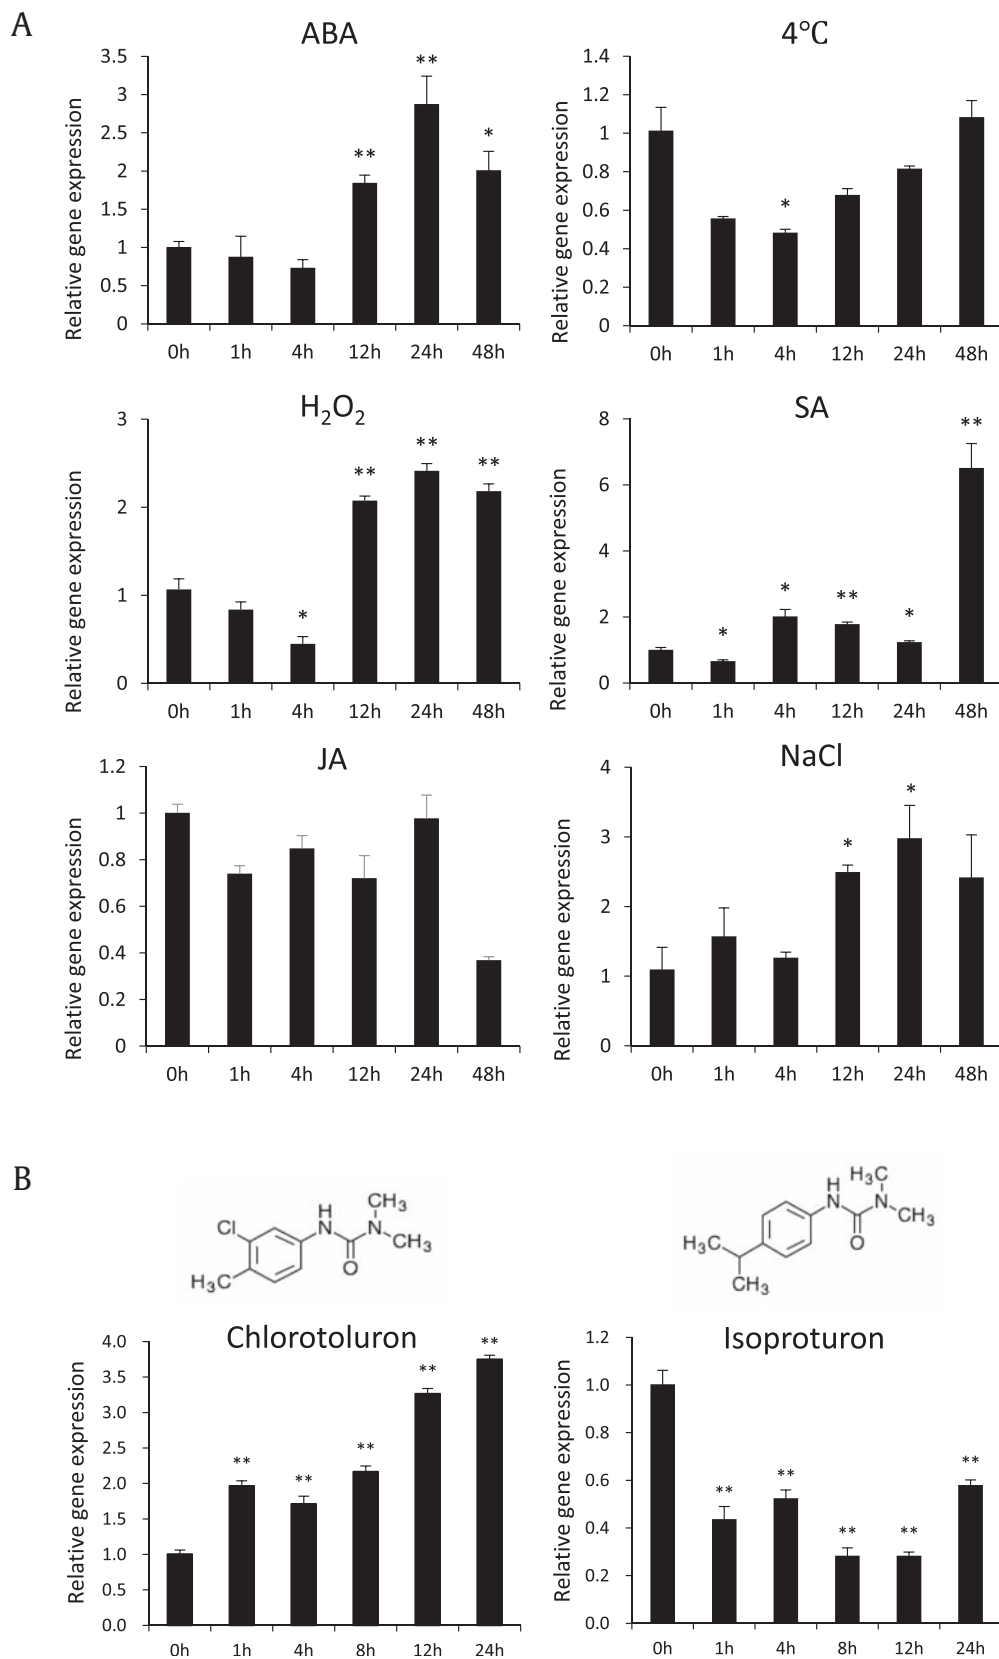 A
ABA
Relative gene expression
3.5
3
2.5
2
1.5
1
0.5
0
** ** *
0h 1h 4h 12h 24h 48h
4°C
Relative gene expression
1.4
1.2
1
0.8
0.6
0.4
0.2
0
*
0h 1h 4h 12h 24h 48h
H₂O₂
Relative gene expression
3
2
1
0
* ** ** **
0h 1h 4h 12h 24h 48h
SA
Relative gene expression
8
6
4
2
0
* * ** * **
0h 1h 4h 12h 24h 48h
JA
Relative gene expression
1.2
1
0.8
0.6
0.4
0.2
0
0h 1h 4h 12h 24h 48h
NaCl
Relative gene expression
4
3
2
1
0
* *
0h 1h 4h 12h 24h 48h
B
Cl
H₃C
H
N
O
N
CH₃
CH₃
Chlorotoluron
Relative gene expression
4.0
3.5
3.0
2.5
2.0
1.5
1.0
0.5
0.0
** ** ** ** **
0h 1h 4h 8h 12h 24h
H₃C
CH₃
H
N
O
H₃C
N
CH₃
Isoproturon
Relative gene expression
1.2
1.0
0.8
0.6
0.4
0.2
0.0
** ** ** ** **
0h 1h 4h 8h 12h 24h